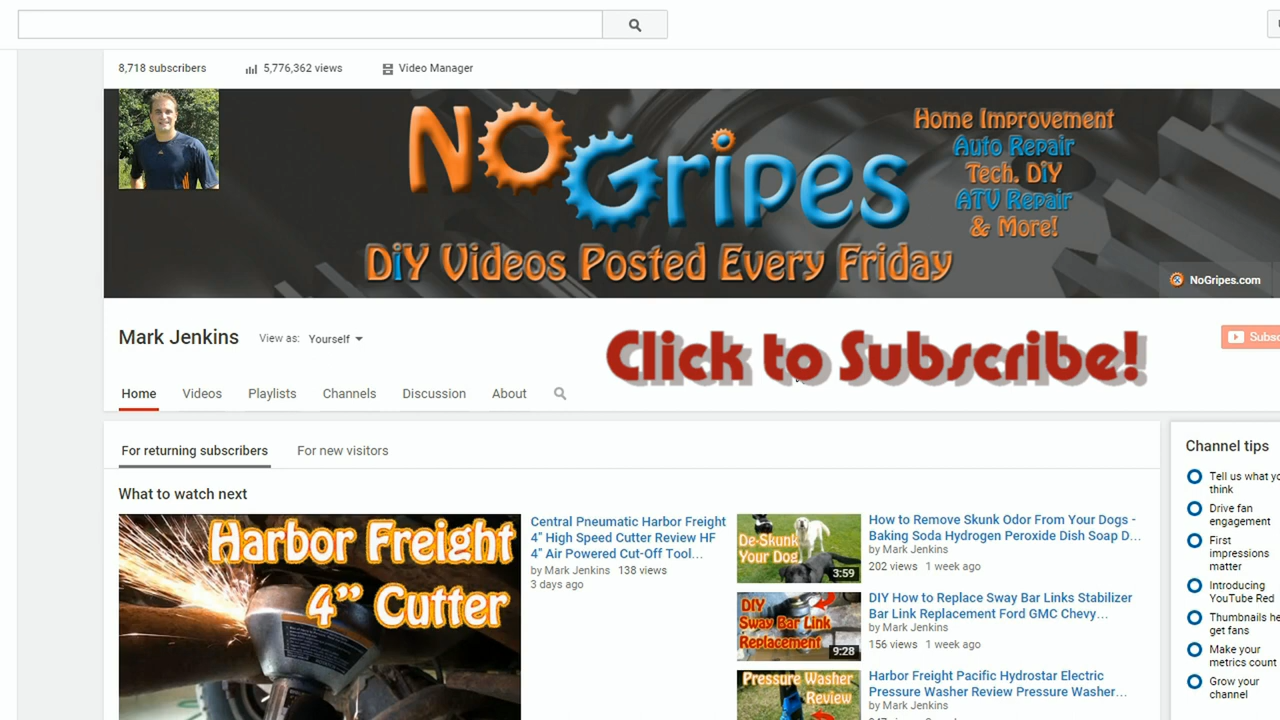 8,718 subscribers
5,776,362 views
Video Manager
NoGripes
Home Improvement
Auto Repair
Tech. DiY
ATV Repair
& More!
DiY Videos Posted Every Friday
NoGripes.com
Mark Jenkins
View as: Yourself
Click to Subscribe!
Home
Videos
Playlists
Channels
Discussion
About
For returning subscribers
For new visitors
What to watch next
Harbor Freight
4” Cutter
Central Pneumatic Harbor Freight
4" High Speed Cutter Review HF
4" Air Powered Cut-Off Tool...
by Mark Jenkins 138 views
3 days ago
De-Skunk
Your Dog
3:59
How to Remove Skunk Odor From Your Dogs -
Baking Soda Hydrogen Peroxide Dish Soap D...
by Mark Jenkins
202 views 1 week ago
DIY
Sway Bar Link
Replacement
9:28
DIY How to Replace Sway Bar Links Stabilizer
Bar Link Replacement Ford GMC Chevy...
by Mark Jenkins
156 views 1 week ago
Pressure Washer
Review
Harbor Freight Pacific Hydrostar Electric
Pressure Washer Review Pressure Washer...
by Mark Jenkins
Channel tips
Tell us what
think
Drive fan
engagement
First
impressions
matter
Introducing
YouTube Red
Thumbnails
get fans
Make your
metrics count
Grow your
channel